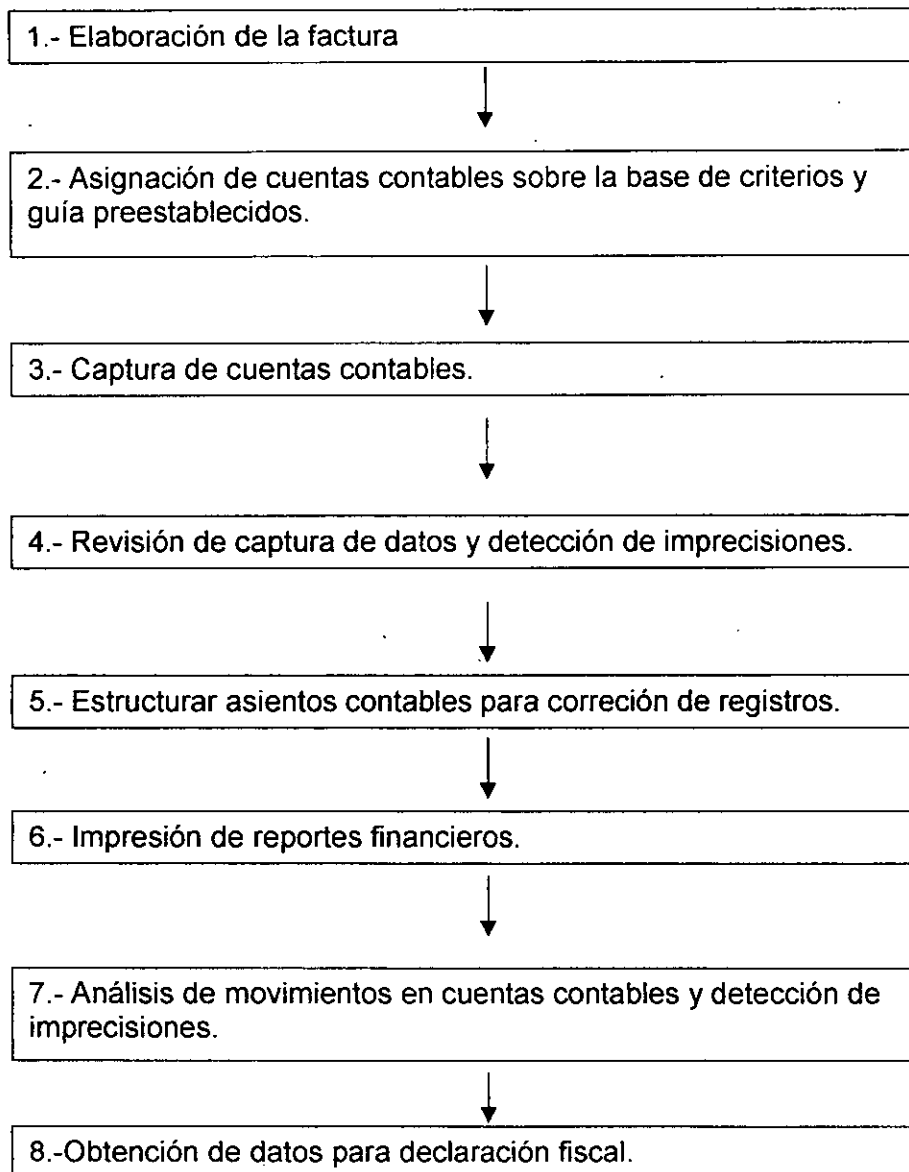 1.- Elaboración de la factura
2.- Asignación de cuentas contables sobre la base de criterios y
guía preestablecidos.
3.- Captura de cuentas contables.
4.- Revisión de captura de datos y detección de imprecisiones.
5.- Estructurar asientos contables para correción de registros.
6.- Impresión de reportes financieros.
7.- Análisis de movimientos en cuentas contables y detección de
imprecisiones.
8.-Obtención de datos para declaración fiscal.